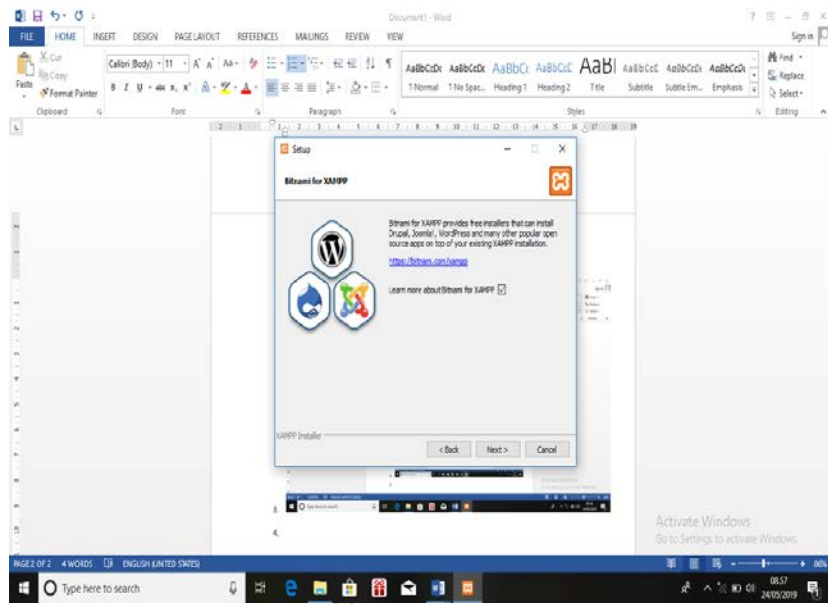 Document1 - Word
Sign in
FILE HOME INSERT DESIGN PAGE LAYOUT REFERENCES MAILINGS REVIEW VIEW
Paste
Cut
Copy
Format Painter
Calibri (Body) 11
AaBbCcDc AaBbCcDc AaBbCc AaBbCcC AaBl AaBbCcC AaBbCcDc AaBbCcDc
¶ Normal ¶ No Spac... Heading 1 Heading 2 Title Subtitle Subtle Em... Emphasis
Find
Replace
Select
Clipboard Font Paragraph Styles Editing
Setup
Bitnami for XAMPP
Bitnami for XAMPP provides free installers that can install
Drupal, Joomla!, WordPress and many other popular open
source apps on top of your existing XAMPP installation.
https://bitnami.com/xampp
Learn more about Bitnami for XAMPP
XAMPP Installer
< Back Next > Cancel
3.
4.
Activate Windows
Go to Settings to activate Windows.
PAGE 2 OF 2 4 WORDS ENGLISH (UNITED STATES) 86%
Type here to search
08.57
24/05/2019